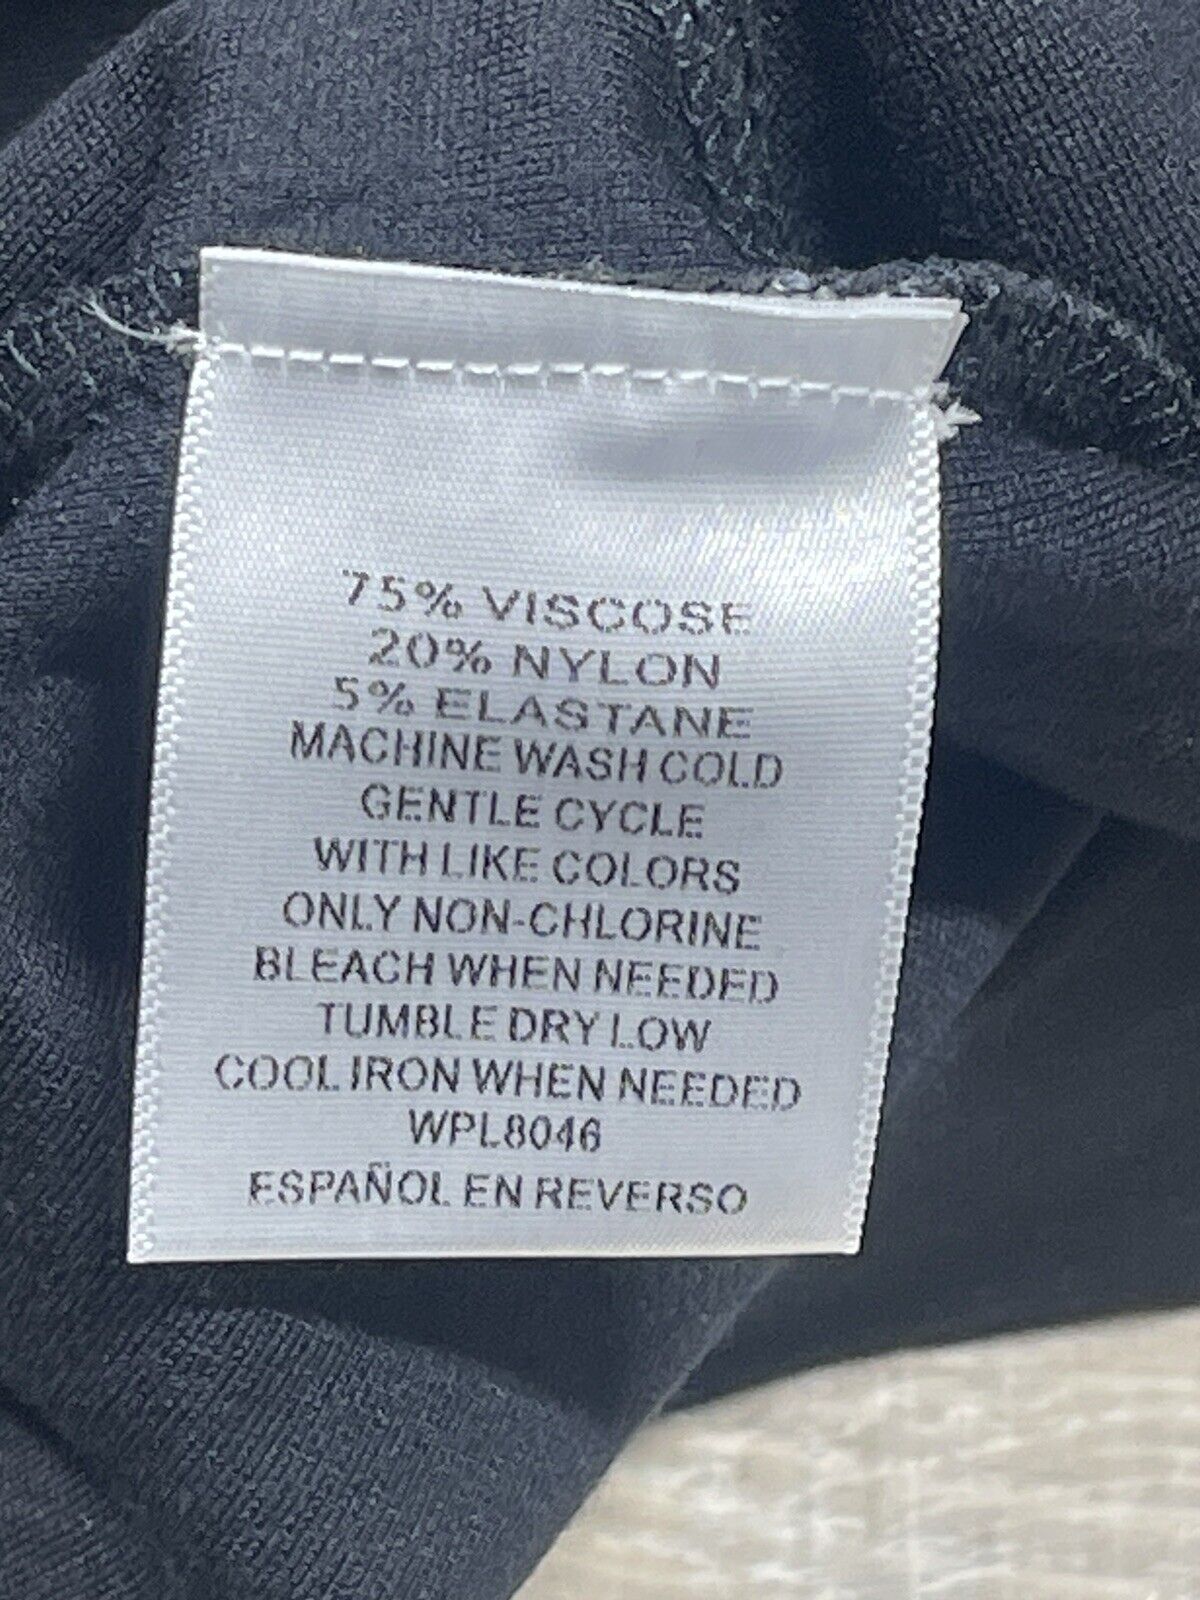 75% VISCOSE
20% NYLON
5% ELASTANE
MACHINE WASH COLD
GENTLE CYCLE
WITH LIKE COLORS
ONLY NON-CHLORINE
BLEACH WHEN NEEDED
TUMBLE DRY LOW
COOL IRON WHEN NEEDED
WPL8046
ESPAÑOL EN REVERSO